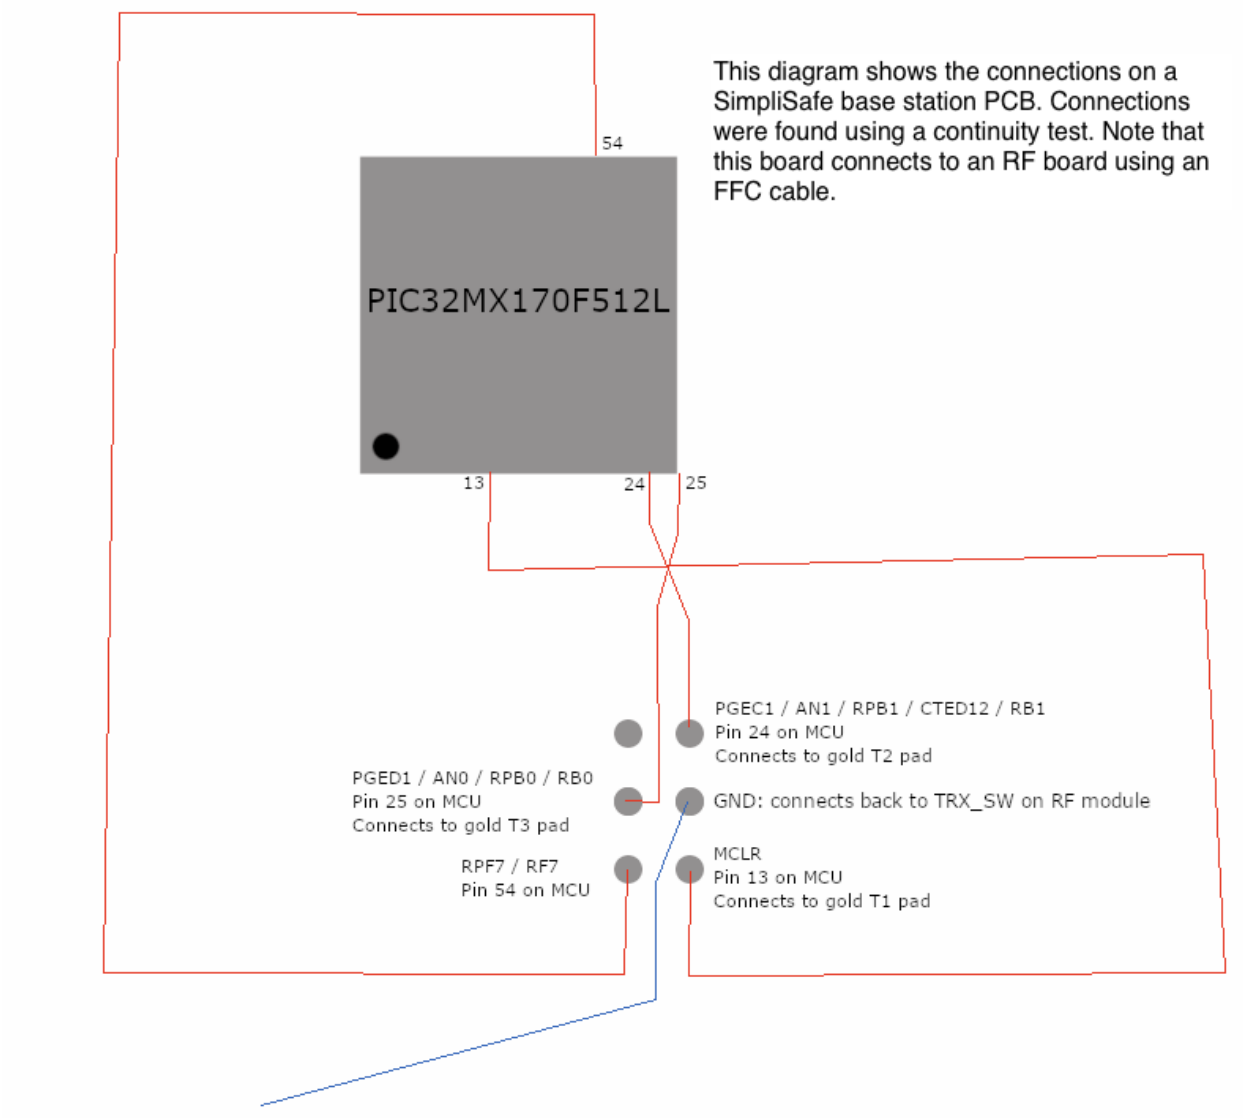 This diagram shows the connections on a
SimpliSafe base station PCB. Connections
were found using a continuity test. Note that
this board connects to an RF board using an
FFC cable.
54
PIC32MX170F512L
13
24
25
PGEC1 / AN1 / RPB1 / CTED12 / RB1
Pin 24 on MCU
Connects to gold T2 pad
PGED1 / AN0 / RPB0 / RB0
Pin 25 on MCU
Connects to gold T3 pad
GND: connects back to TRX_SW on RF module
RPF7 / RF7
Pin 54 on MCU
MCLR
Pin 13 on MCU
Connects to gold T1 pad